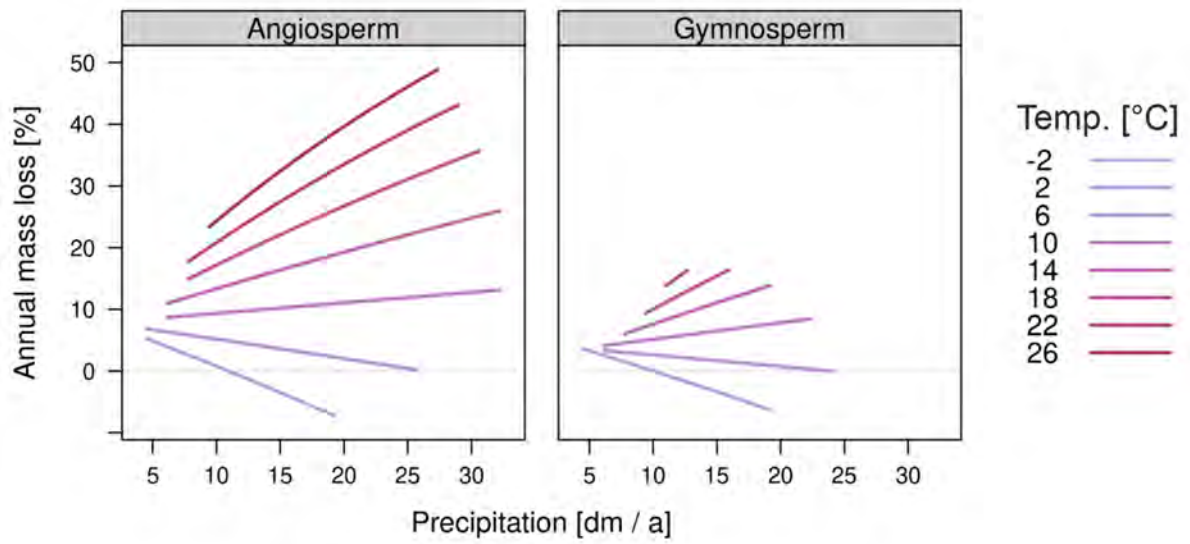 Angiosperm
Gymnosperm
Annual mass loss [%]
50
40
30
20
10
0
5 10 15 20 25 30
5 10 15 20 25 30
Precipitation [dm / a]
Temp. [°C]
-2
2
6
10
14
18
22
26